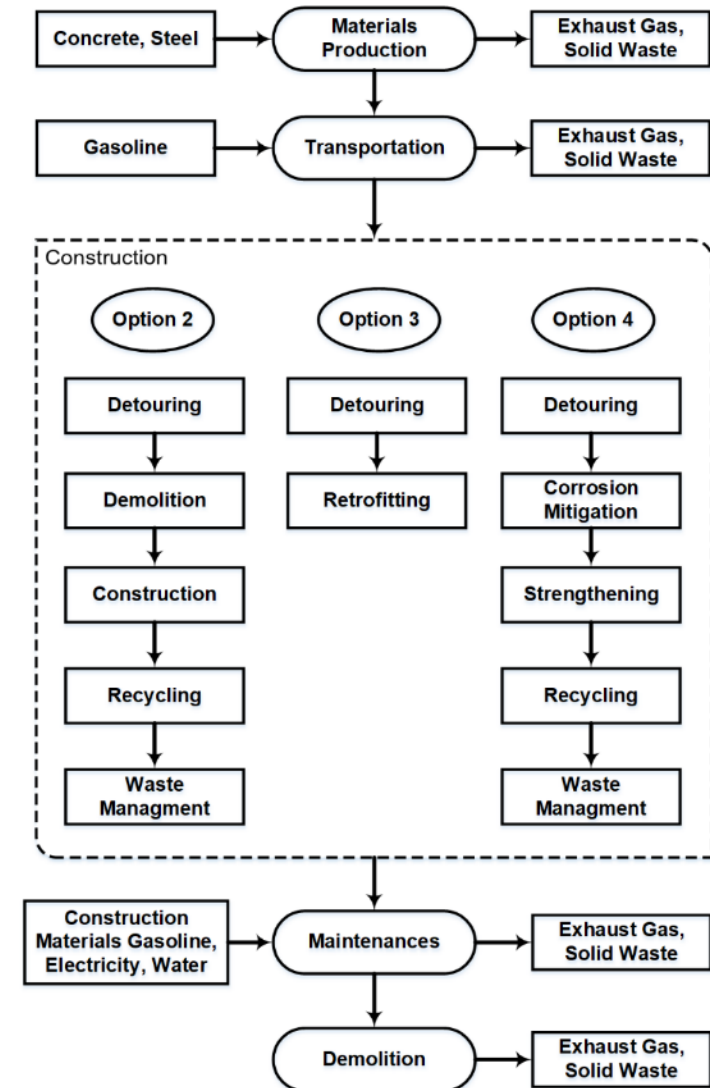 Concrete, Steel
Materials
Production
Exhaust Gas,
Solid Waste
Gasoline
Transportation
Exhaust Gas,
Solid Waste
Construction
Option 2
Option 3
Option 4
Detouring
Detouring
Detouring
Demolition
Retrofitting
Corrosion
Mitigation
Construction
Strengthening
Recycling
Recycling
Waste
Managment
Waste
Managment
Construction
Materials Gasoline,
Electricity, Water
Maintenances
Exhaust Gas,
Solid Waste
Demolition
Exhaust Gas,
Solid Waste